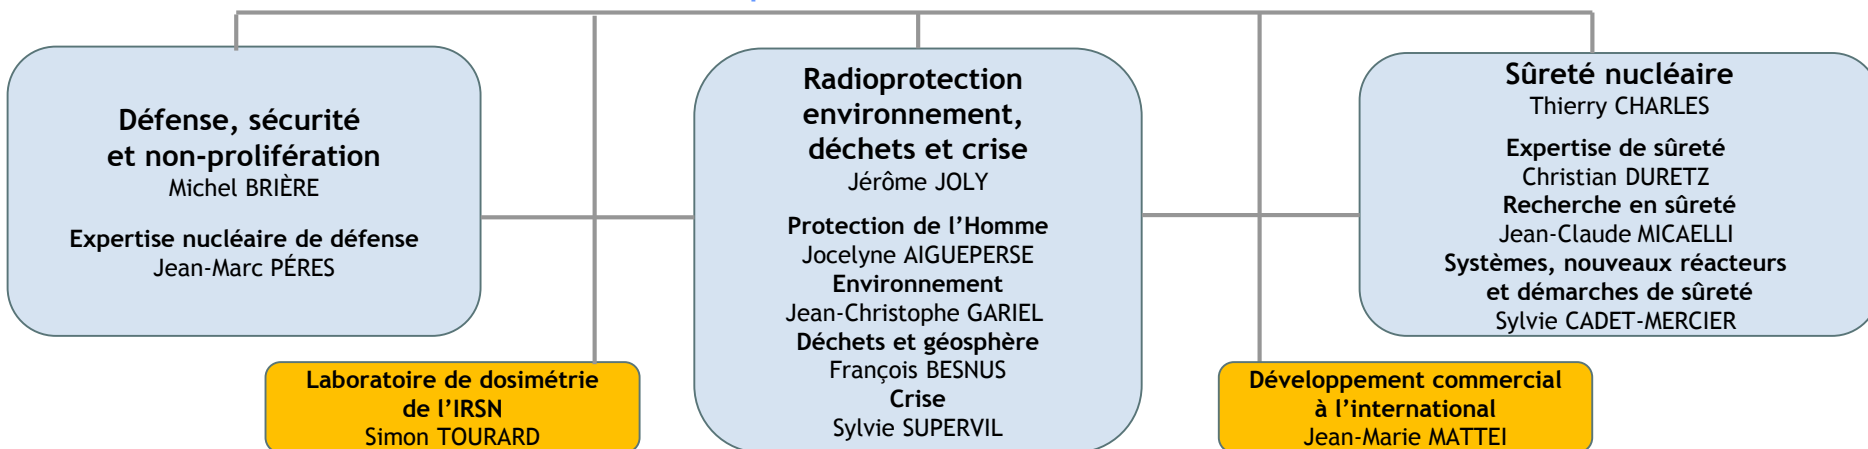 Défense, sécurité
et non-prolifération
Michel BRIÈRE
Expertise nucléaire de défense
Jean-Marc PÉRES
Radioprotection
environnement,
déchets et crise
Jérôme JOLY
Protection de l’Homme
Jocelyne AIGUEPERSE
Environnement
Jean-Christophe GARIEL
Déchets et géosphère
François BESNUS
Crise
Sylvie SUPERVIL
Sûreté nucléaire
Thierry CHARLES
Expertise de sûreté
Christian DURETZ
Recherche en sûreté
Jean-Claude MICAELLI
Systèmes, nouveaux réacteurs
et démarches de sûreté
Sylvie CADET-MERCIER
Laboratoire de dosimétrie
de l’IRSN
Simon TOURARD
Développement commercial
à l’international
Jean-Marie MATTEI